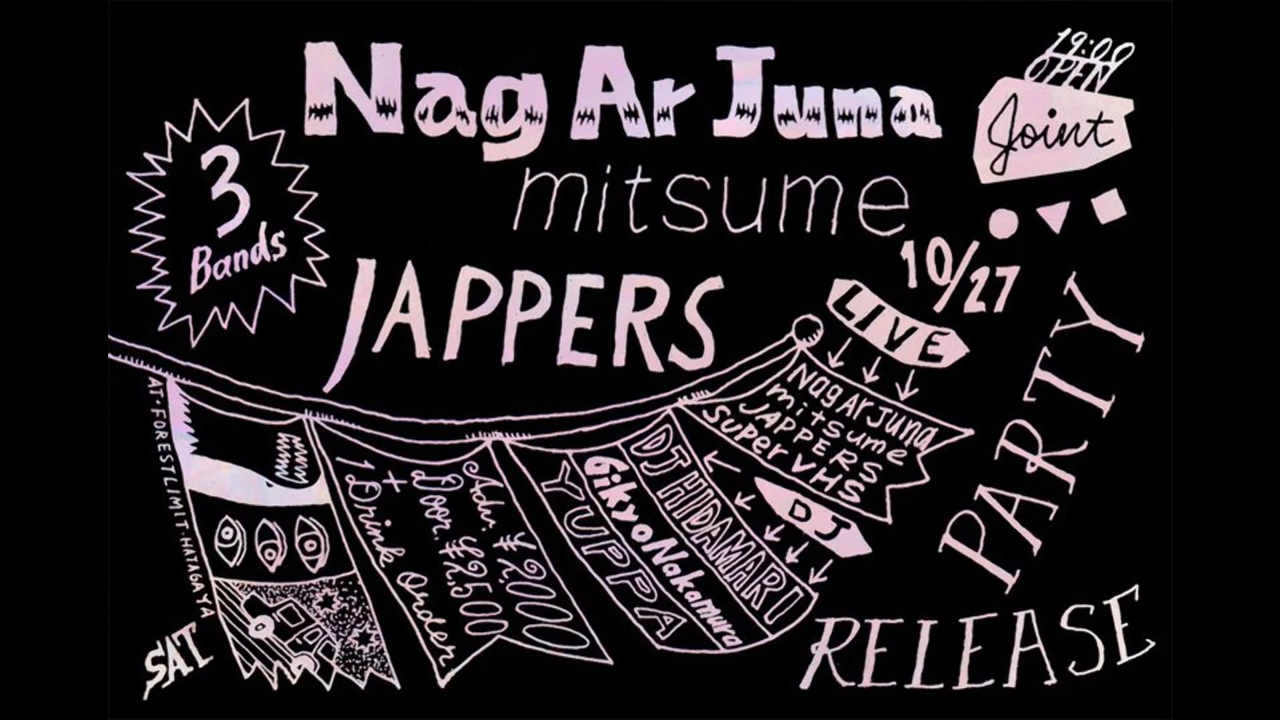 Nag Ar Juna
19:00
OPEN
Joint
mitsume
3
Bands
JAPPERS
10/27
LIVE
Nag Ar Juna
mitsume
JAPPERS
Super VHS
DJ
DJ HIDAMARI
Gikyo Nakamura
YUPPA
Adv. ¥2,000
Door. ¥2,500
+
1 Drink Order
AT·FORESTLIMIT·HATAGAYA
SAT
RELEASE
PARTY